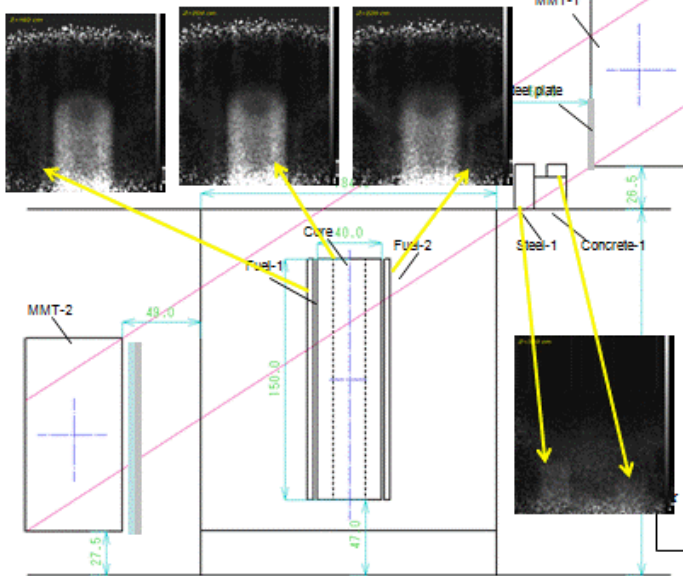 MMT-1
Steel plate
26.5
Core
40.0
Fuel-1
Fuel-2
Steel-1
Concrete-1
MMT-2
49.0
150.0
47.0
27.5